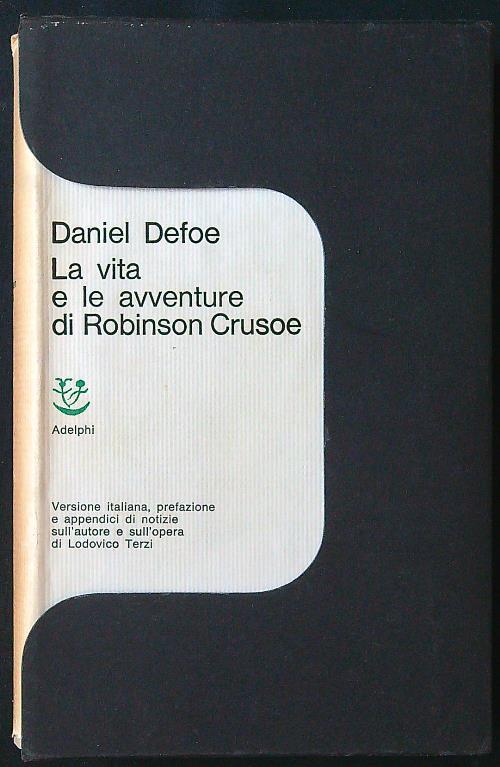 Daniel Defoe
La vita
e le avventure
di Robinson Crusoe
Adelphi
Versione italiana, prefazione
e appendici di notizie
sull'autore e sull'opera
di Lodovico Terzi